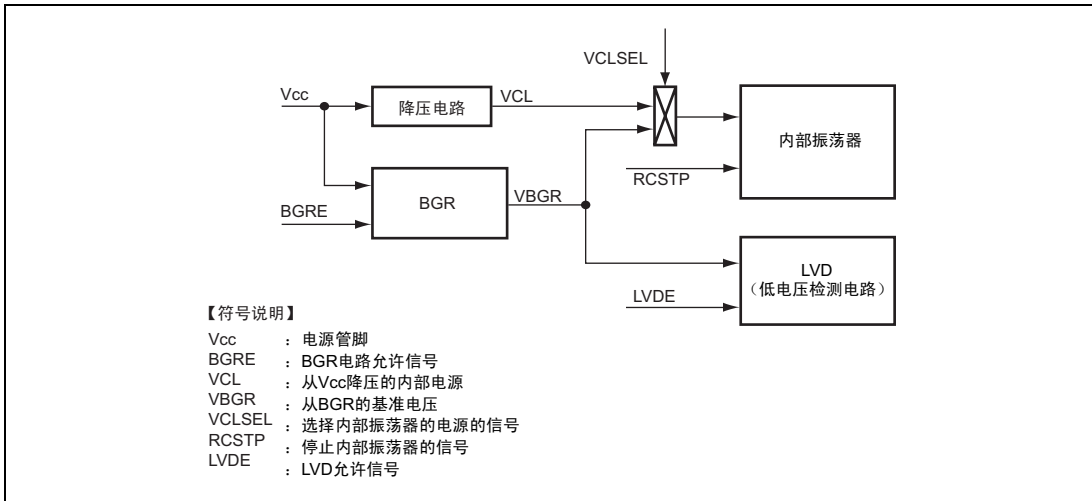 VCLSEL
Vcc
降压电路
VCL
内部振荡器
RCSTP
BGR
VBGR
BGRE
LVD
（低电压检测电路）
LVDE
【符号说明】
Vcc ：电源管脚
BGRE ：BGR电路允许信号
VCL ：从Vcc降压的内部电源
VBGR ：从BGR的基准电压
VCLSEL ：选择内部振荡器的电源的信号
RCSTP ：停止内部振荡器的信号
LVDE ：LVD允许信号